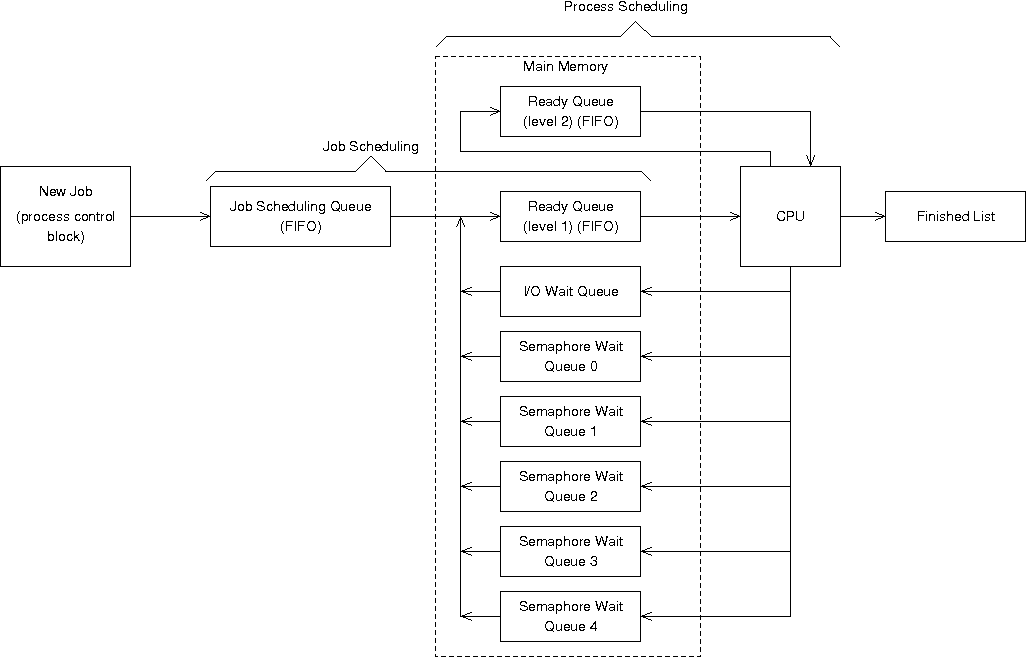 Process Scheduling
Main Memory
Ready Queue
(level 2) (FIFO)
Job Scheduling
New Job
(process control
block)
Job Scheduling Queue
(FIFO)
Ready Queue
(level 1) (FIFO)
CPU
Finished List
I/O Wait Queue
Semaphore Wait
Queue 0
Semaphore Wait
Queue 1
Semaphore Wait
Queue 2
Semaphore Wait
Queue 3
Semaphore Wait
Queue 4